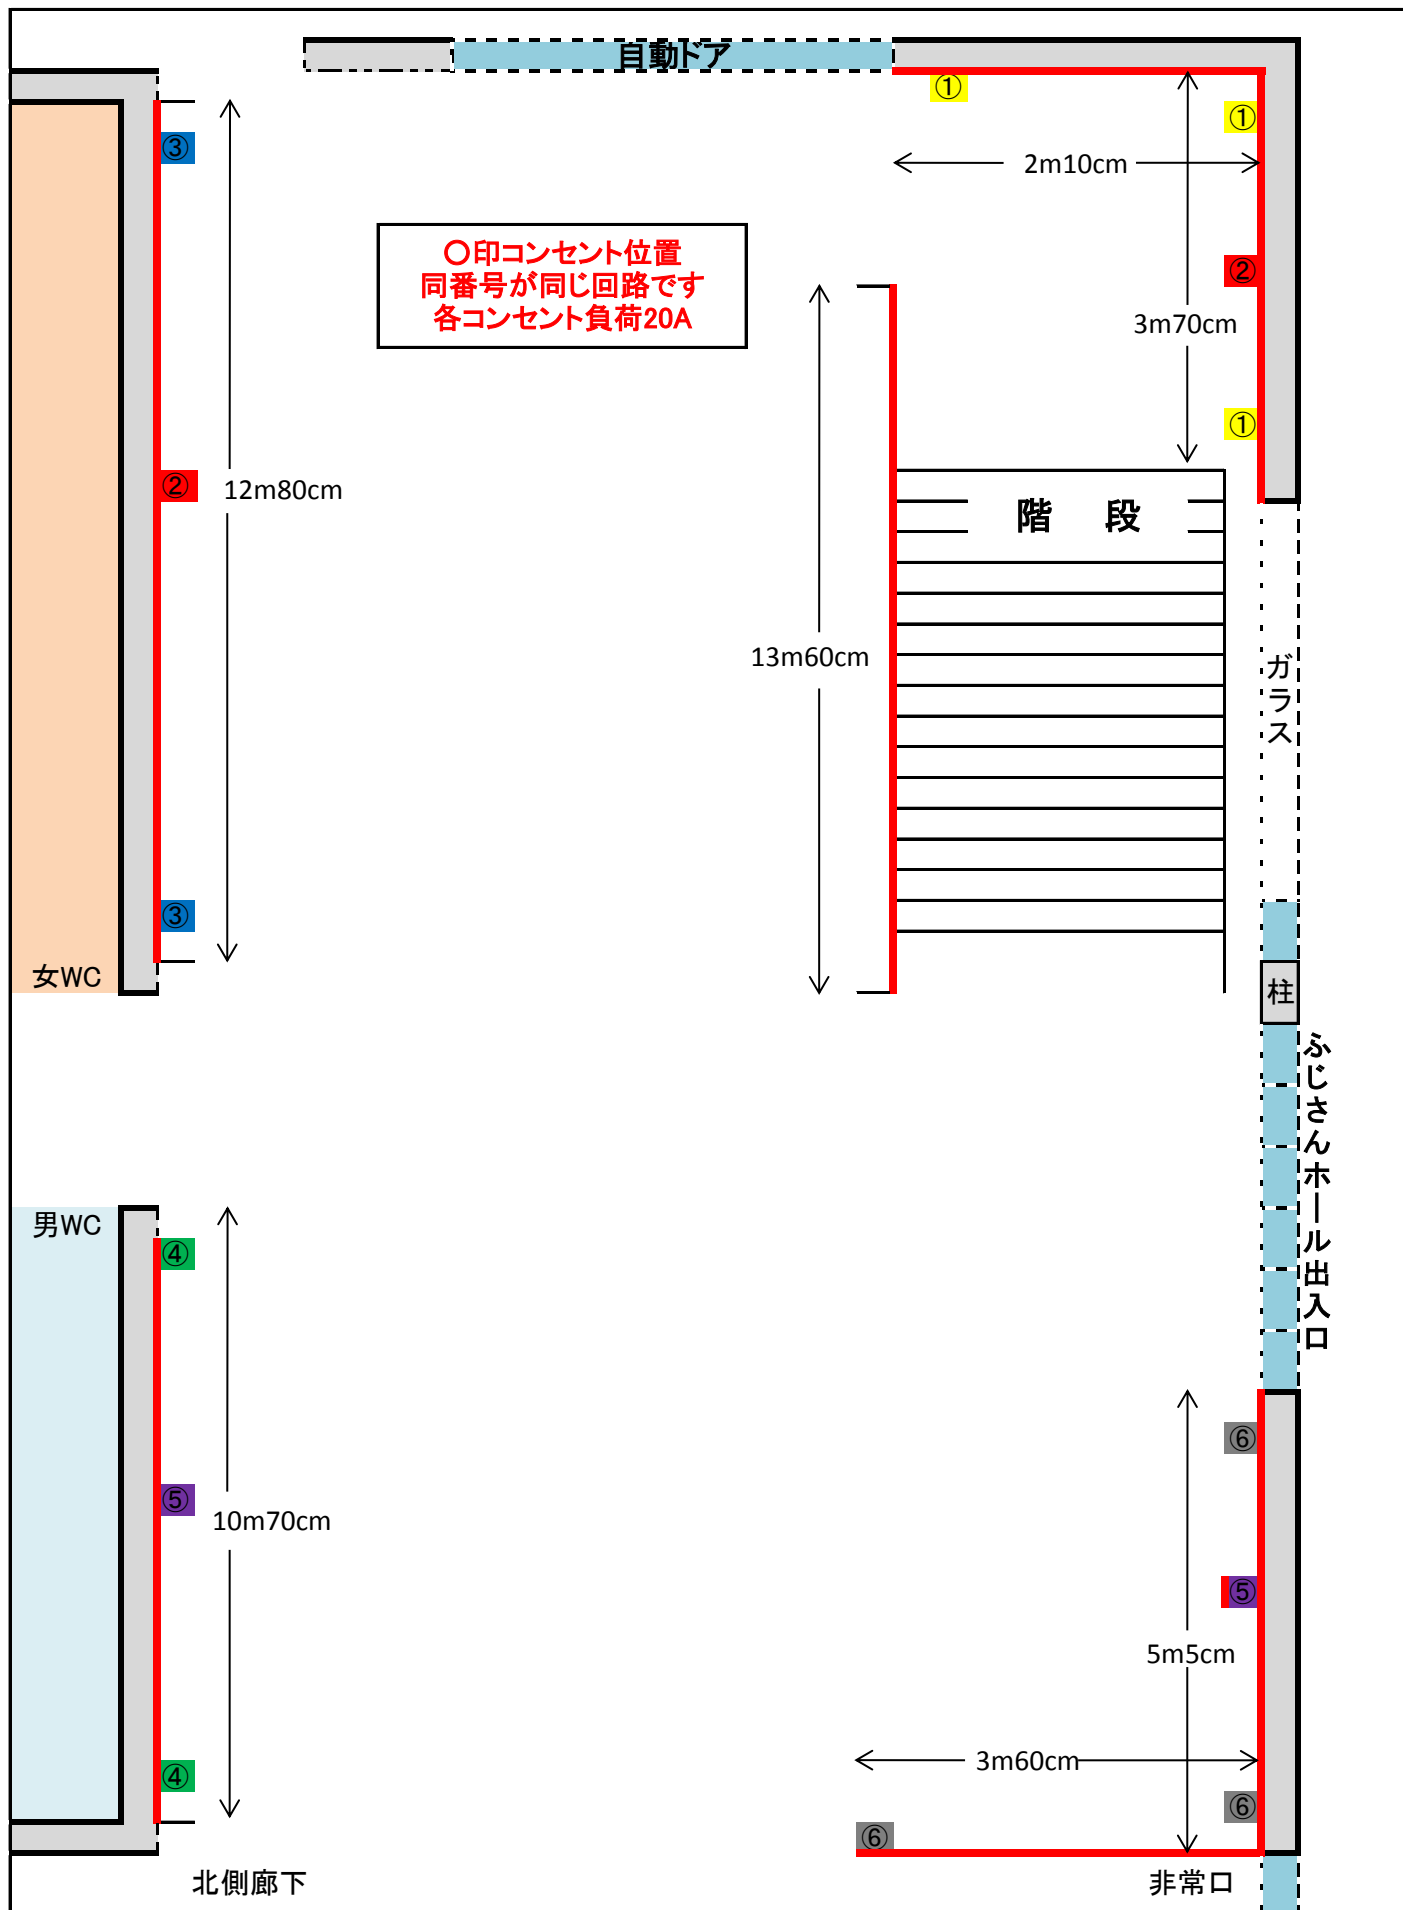 自動ドア
①
①
③
2m10cm
〇印コンセント位置
同番号が同じ回路です
各コンセント負荷20A
②
3m70cm
①
②
12m80cm
階　段
13m60cm
ガラス
③
女WC
柱
ふじさんホール出入口
男WC
④
⑥
⑤
10m70cm
⑤
5m5cm
3m60cm
④
⑥
⑥
北側廊下
非常口